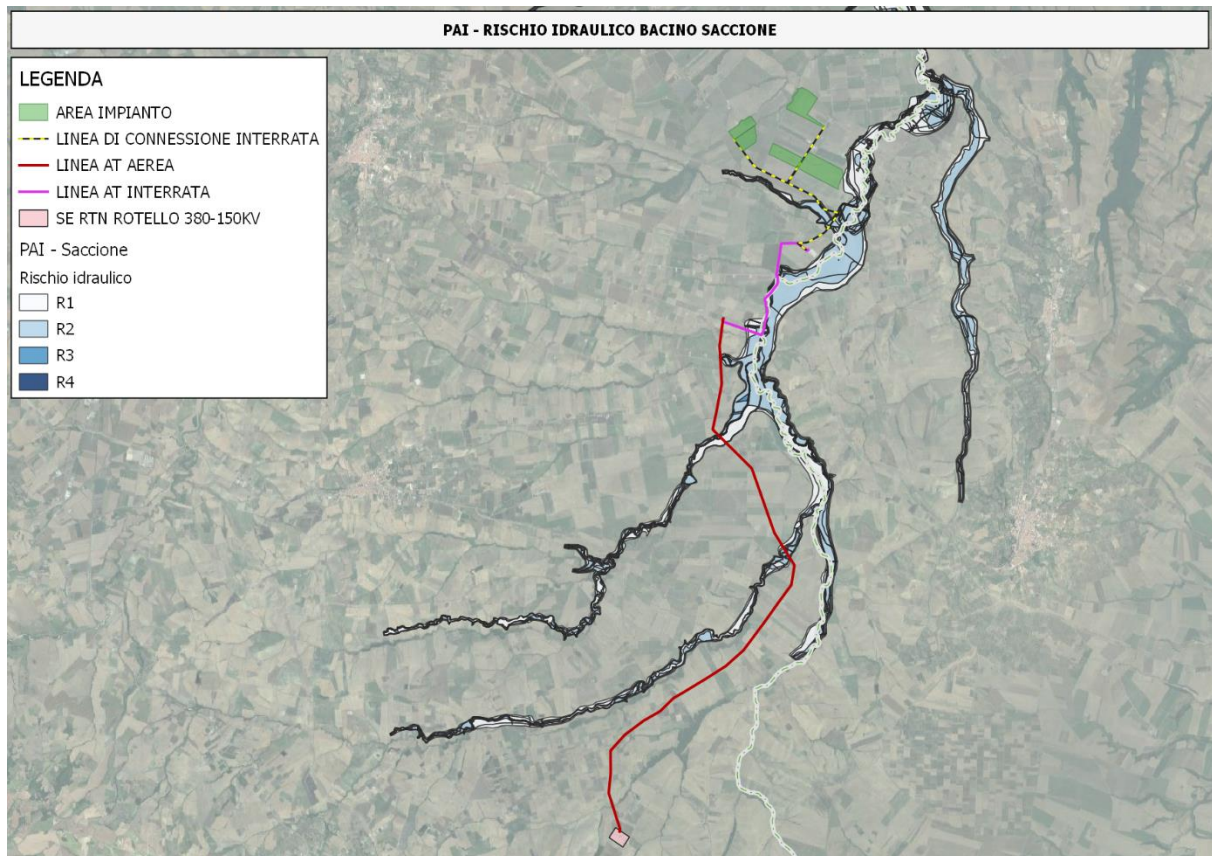 PAI - RISCHIO IDRAULICO BACINO SACCIONE
LEGENDA
AREA IMPIANTO
LINEA DI CONNESSIONE INTERRATA
LINEA AT AEREA
LINEA AT INTERRATA
SE RTN ROTELLO 380-150KV
PAI - Saccione
Rischio idraulico
R1
R2
R3
R4